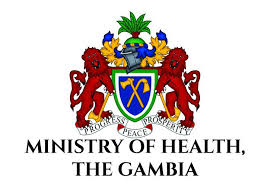 PROGRESS PEACE PROSPERITY
MINISTRY OF HEALTH,
THE GAMBIA